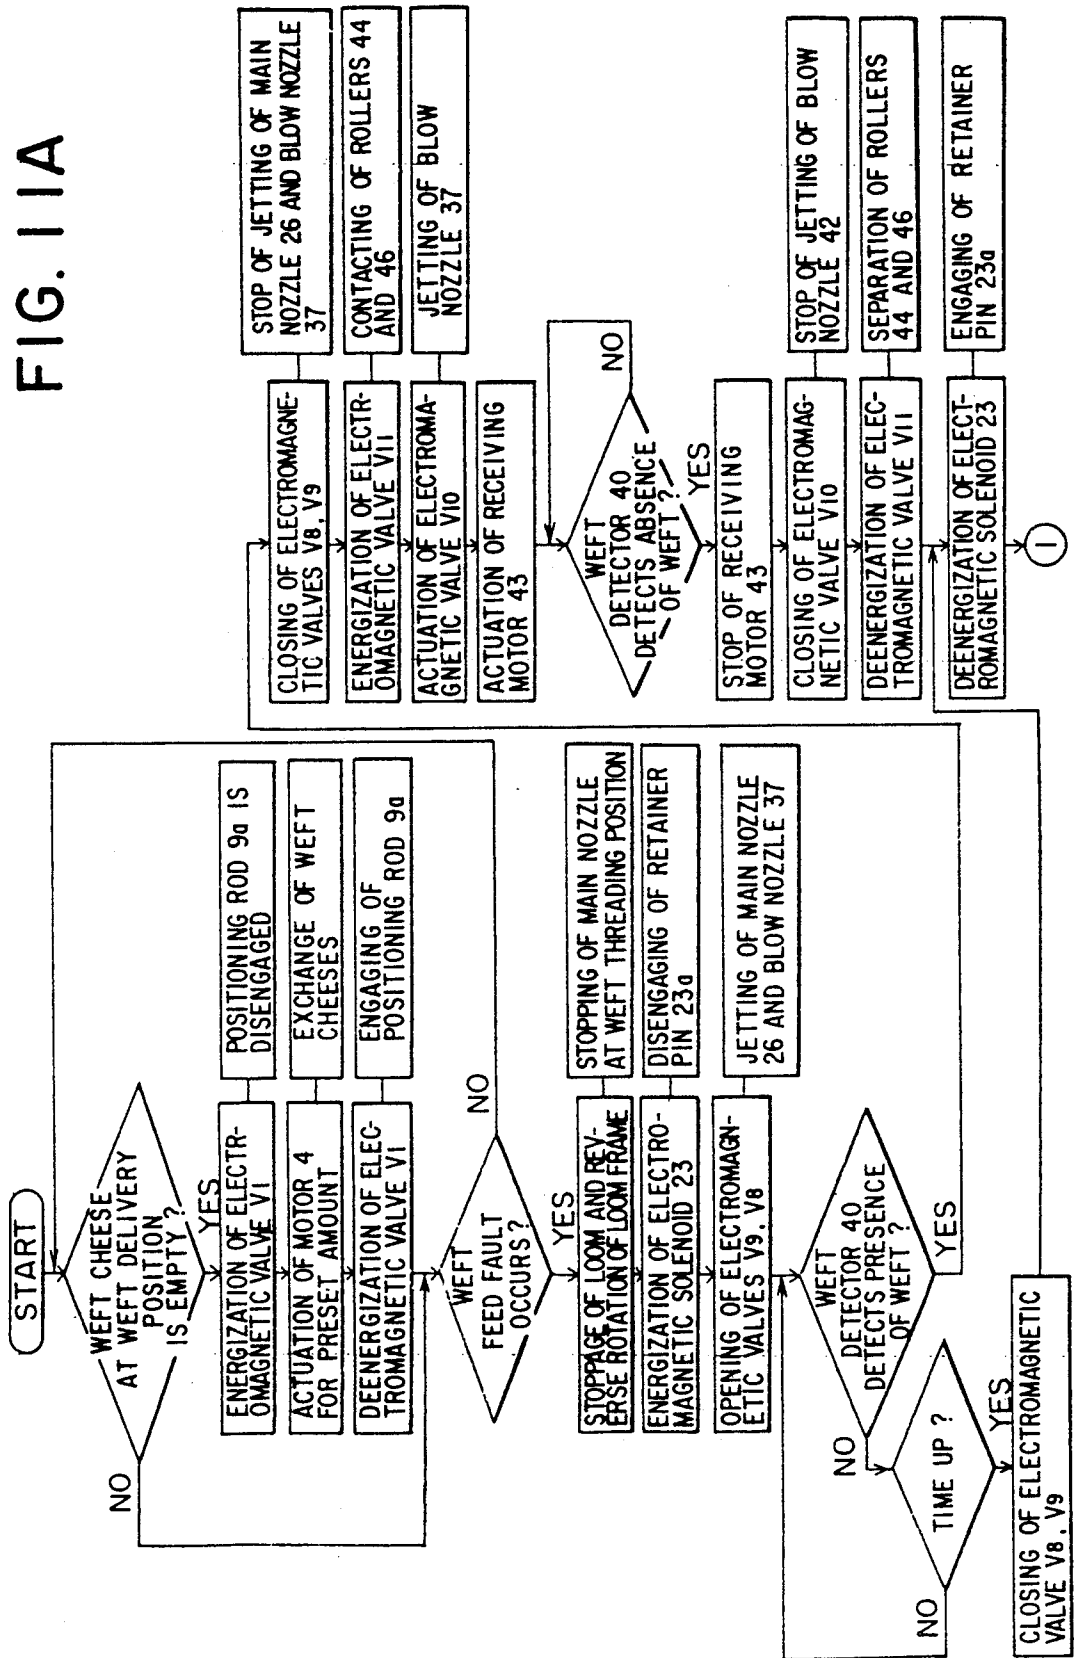 FIG. 11A
START
WEFT CHEESE
AT WEFT DELIVERY
POSITION
IS EMPTY?
NO
YES
ENERGIZATION OF ELECTR-
OMAGNETIC VALVE V1
POSITIONING ROD 9a IS
DISENGAGED
ACTUATION OF MOTOR 4
FOR PRESET AMOUNT
EXCHANGE OF WEFT
CHEESES
DEENERGIZATION OF ELEC-
TROMAGNETIC VALVE V1
ENGAGING OF
POSITIONING ROD 9a
WEFT
FEED FAULT
OCCURS?
NO
YES
STOPPAGE OF LOOM AND REV-
ERSE ROTATION OF LOOM FRAME
STOPPING OF MAIN NOZZLE
AT WEFT THREADING POSITION
ENERGIZATION OF ELECTRO-
MAGNETIC SOLENOID 23
DISENGAGING OF RETAINER
PIN 23a
OPENING OF ELECTROMAGN-
ETIC VALVES V9, V8
JETTING OF MAIN NOZZLE
26 AND BLOW NOZZLE 37
WEFT
DETECTOR 40
DETECTS PRESENCE
OF WEFT ?
NO
YES
TIME UP ?
NO
YES
CLOSING OF ELECTROMAGNETIC
VALVE V8, V9
CLOSING OF ELECTROMAGNE-
TIC VALVES V8, V9
STOP OF JETTING OF MAIN
NOZZLE 26 AND BLOW NOZZLE
37
ENERGIZATION OF ELECTR-
OMAGNETIC VALVE V11
CONTACTING OF ROLLERS 44
AND 46
ACTUATION OF ELECTROMA-
GNETIC VALVE V10
JETTING OF BLOW
NOZZLE 37
ACTUATION OF RECEIVING
MOTOR 43
WEFT
DETECTOR 40
DETECTS ABSENCE
OF WEFT ?
NO
YES
STOP OF RECEIVING
MOTOR 43
CLOSING OF ELECTROMAG-
NETIC VALVE V10
STOP OF JETTING OF BLOW
NOZZLE 42
DEENERGIZATION OF ELEC-
TROMAGNETIC VALVE V11
SEPARATION OF ROLLERS
44 AND 46
DEENERGIZATION OF ELECT-
ROMAGNETIC SOLENOID 23
ENGAGING OF RETAINER
PIN 23a
1